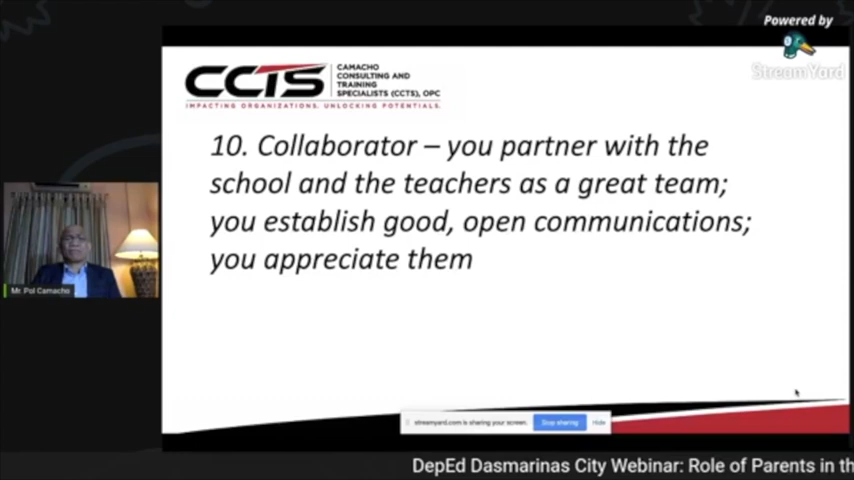 Powered by
StreamYard
CCTS
CAMACHO
CONSULTING AND
TRAINING
SPECIALISTS (CCTS), OPC
IMPACTING ORGANIZATIONS. UNLOCKING POTENTIALS.
10. Collaborator – you partner with the
school and the teachers as a great team;
you establish good, open communications;
you appreciate them
Mr. Pol Camacho
streamyard.com is sharing your screen.
Stop sharing
Hide
DepEd Dasmarinas City Webinar: Role of Parents in th